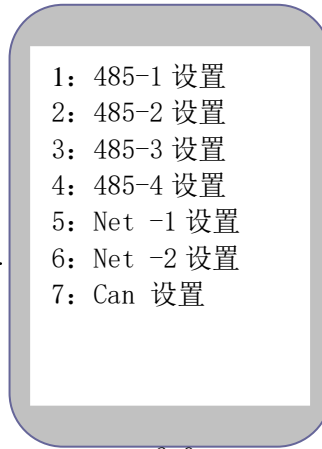 1：485-1 设置
2：485-2 设置
3：485-3 设置
4：485-4 设置
5：Net -1 设置
6：Net -2 设置
7：Can 设置